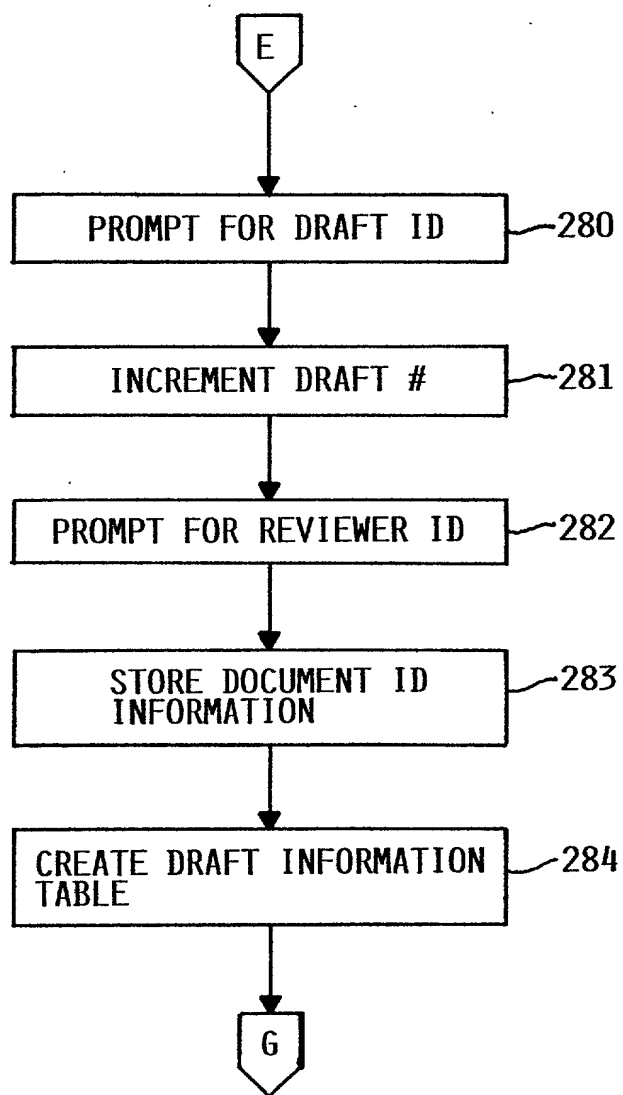 E
PROMPT FOR DRAFT ID
280
INCREMENT DRAFT #
281
PROMPT FOR REVIEWER ID
282
STORE DOCUMENT ID
INFORMATION
283
CREATE DRAFT INFORMATION
TABLE
284
G